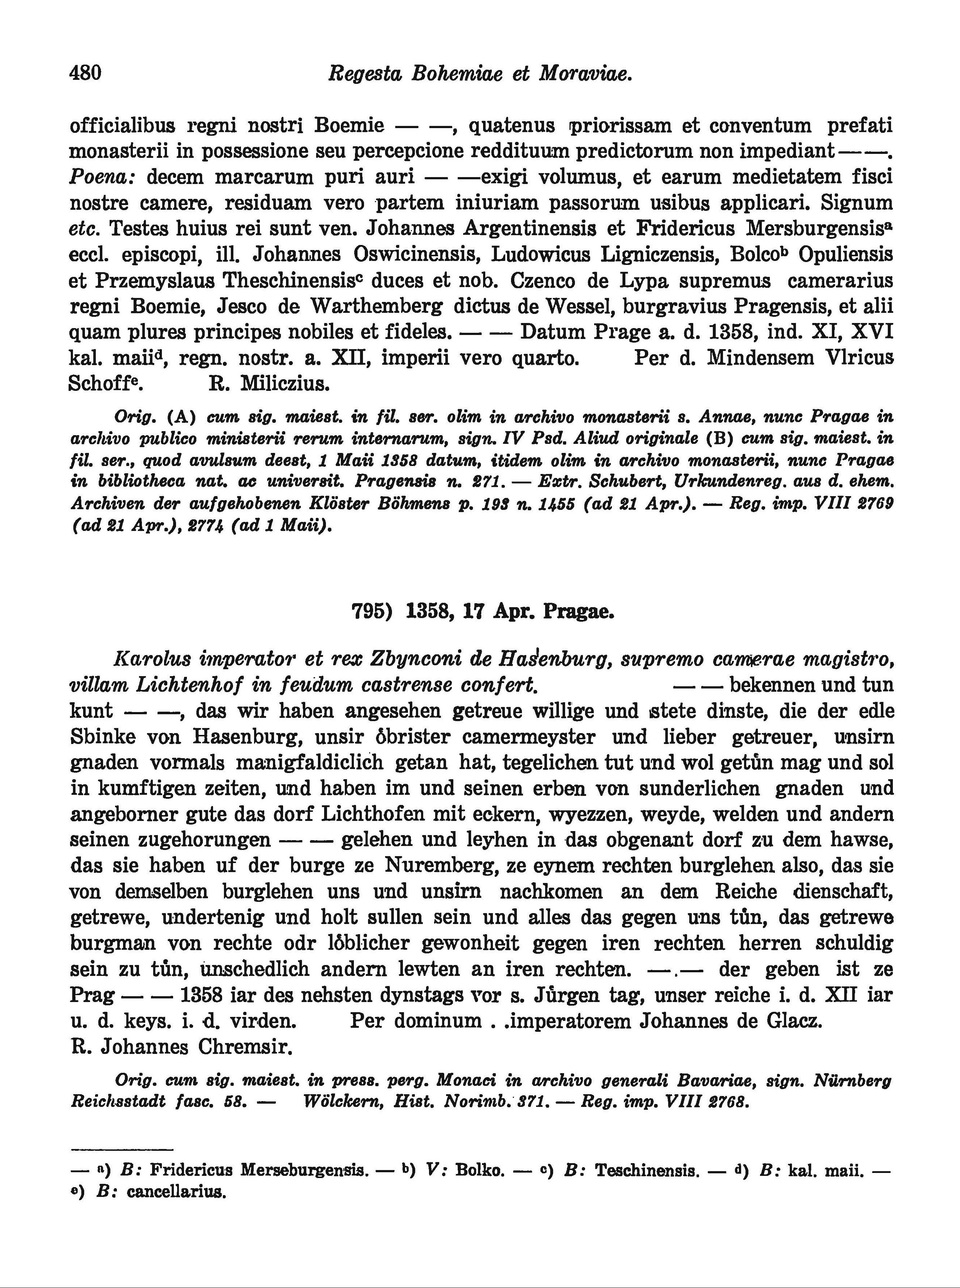 480 Regesta Bohemiae et Moraviae.
officialibus regni nostri Boemie — —, quatenus priorissam et conventum prefati
monasterii in possessione seu percepcione reddituum predictorum non impediant — —.
Poena: decem marcarum puri auri — — exigi volumus, et earum medietatem fisci
nostre camere, residuam vero partem iniuriam passorum usibus applicari. Signum
etc. Testes huius rei sunt ven. Johannes Argentinensis et Fridericus Mersburgensisᵃ
eccl. episcopi, ill. Johannes Oswicinensis, Ludowicus Ligniczensis, Bolcoᵇ Opuliensis
et Przemyslaus Theschinensisᶜ duces et nob. Czenco de Lypa supremus camerarius
regni Boemie, Jesco de Warthemberg dictus de Wessel, burgravius Pragensis, et alii
quam plures principes nobiles et fideles. — — Datum Prage a. d. 1358, ind. XI, XVI
kal. maiiᵈ, regn. nostr. a. XII, imperii vero quarto. Per d. Mindensem Vlricus
Schoffᵉ. R. Miliczius.
Orig. (A) cum sig. maiest. in fil. ser. olim in archivo monasterii s. Annae, nunc Pragae in
archivo publico ministerii rerum internarum, sign. IV Psd. Aliud originale (B) cum sig. maiest. in
fil. ser., quod avulsum deest, 1 Maii 1358 datum, itidem olim in archivo monasterii, nunc Pragae
in bibliotheca nat. ac universit. Pragensis n. 271. — Extr. Schubert, Urkundenreg. aus d. ehem.
Archiven der aufgehobenen Klöster Böhmens p. 193 n. 1455 (ad 21 Apr.). — Reg. imp. VIII 2769
(ad 21 Apr.), 2774 (ad 1 Maii).
795) 1358, 17 Apr. Pragae.
Karolus imperator et rex Zbynconi de Hasenburg, supremo camerae magistro,
villam Lichtenhof in feudum castrense confert. — — bekennen und tun
kunt — —, das wir haben angesehen getreue willige und stete dinste, die der edle
Sbinke von Hasenburg, unsir ôbrister camermeyster und lieber getreuer, unsirn
gnaden vormals manigfaldiclich getan hat, tegelichen tut und wol getůn mag und sol
in kumftigen zeiten, und haben im und seinen erben von sunderlichen gnaden und
angeborner gute das dorf Lichthofen mit eckern, wyezzen, weyde, welden und andern
seinen zugehorungen — — gelehen und leyhen in das obgenant dorf zu dem hawse,
das sie haben uf der burge ze Nuremberg, ze eynem rechten burglehen also, das sie
von demselben burglehen uns und unsirn nachkomen an dem Reiche dienschaft,
getrewe, undertenig und holt sullen sein und alles das gegen uns tůn, das getrewe
burgman von rechte odr lôblicher gewonheit gegen iren rechten herren schuldig
sein zu tůn, unschedlich andern lewten an iren rechten. —.— der geben ist ze
Prag — — 1358 iar des nehsten dynstags vor s. Jůrgen tag, unser reiche i. d. XII iar
u. d. keys. i. d. virden. Per dominum . .imperatorem Johannes de Glacz.
R. Johannes Chremsir.
Orig. cum sig. maiest. in press. perg. Monaci in archivo generali Bavariae, sign. Nürnberg
Reichsstadt fasc. 58. — Wölckern, Hist. Norimb. 371. — Reg. imp. VIII 2768.
— ᵃ) B: Fridericus Merseburgensis. — ᵇ) V: Bolko. — ᶜ) B: Teschinensis. — ᵈ) B: kal. maii. —
ᵉ) B: cancellarius.